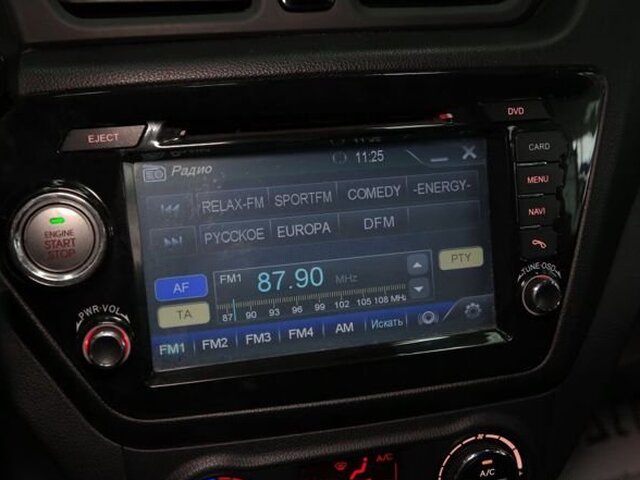 EJECT
DVD
11:25
Радио
CARD
RELAX-FM SPORTFM COMEDY -ENERGY-
MENU
РУССКОЕ EUROPA DFM
NAVI
ENGINE
START
STOP
FM1 87.90 MHz
PTY
AF
TA
87 90 93 96 99 102 105 108 MHz
TUNE·OSD
PWR·VOL
FM1 FM2 FM3 FM4 AM Искать
A/C
A/C